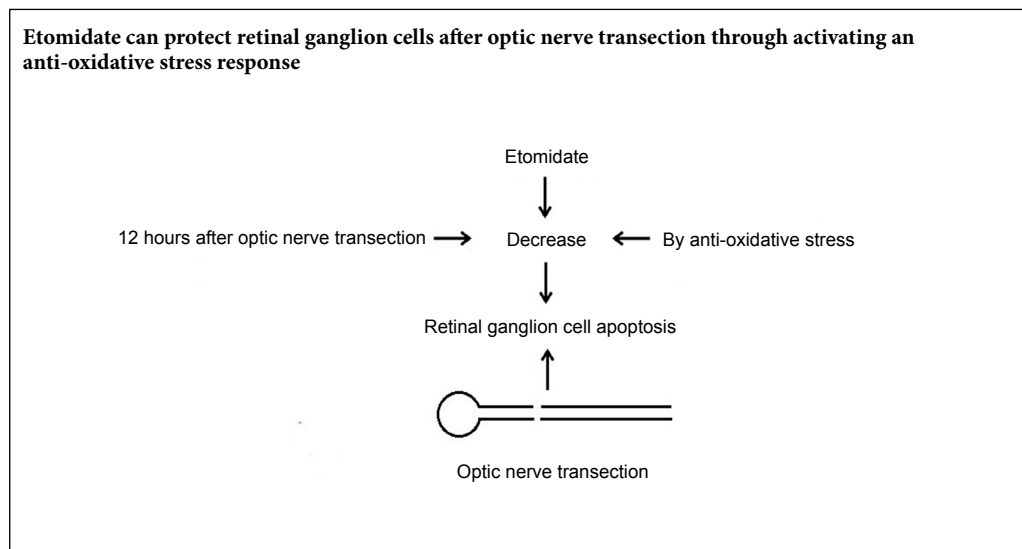 Etomidate can protect retinal ganglion cells after optic nerve transection through activating an
anti-oxidative stress response
Etomidate
12 hours after optic nerve transection
Decrease
By anti-oxidative stress
Retinal ganglion cell apoptosis
Optic nerve transection